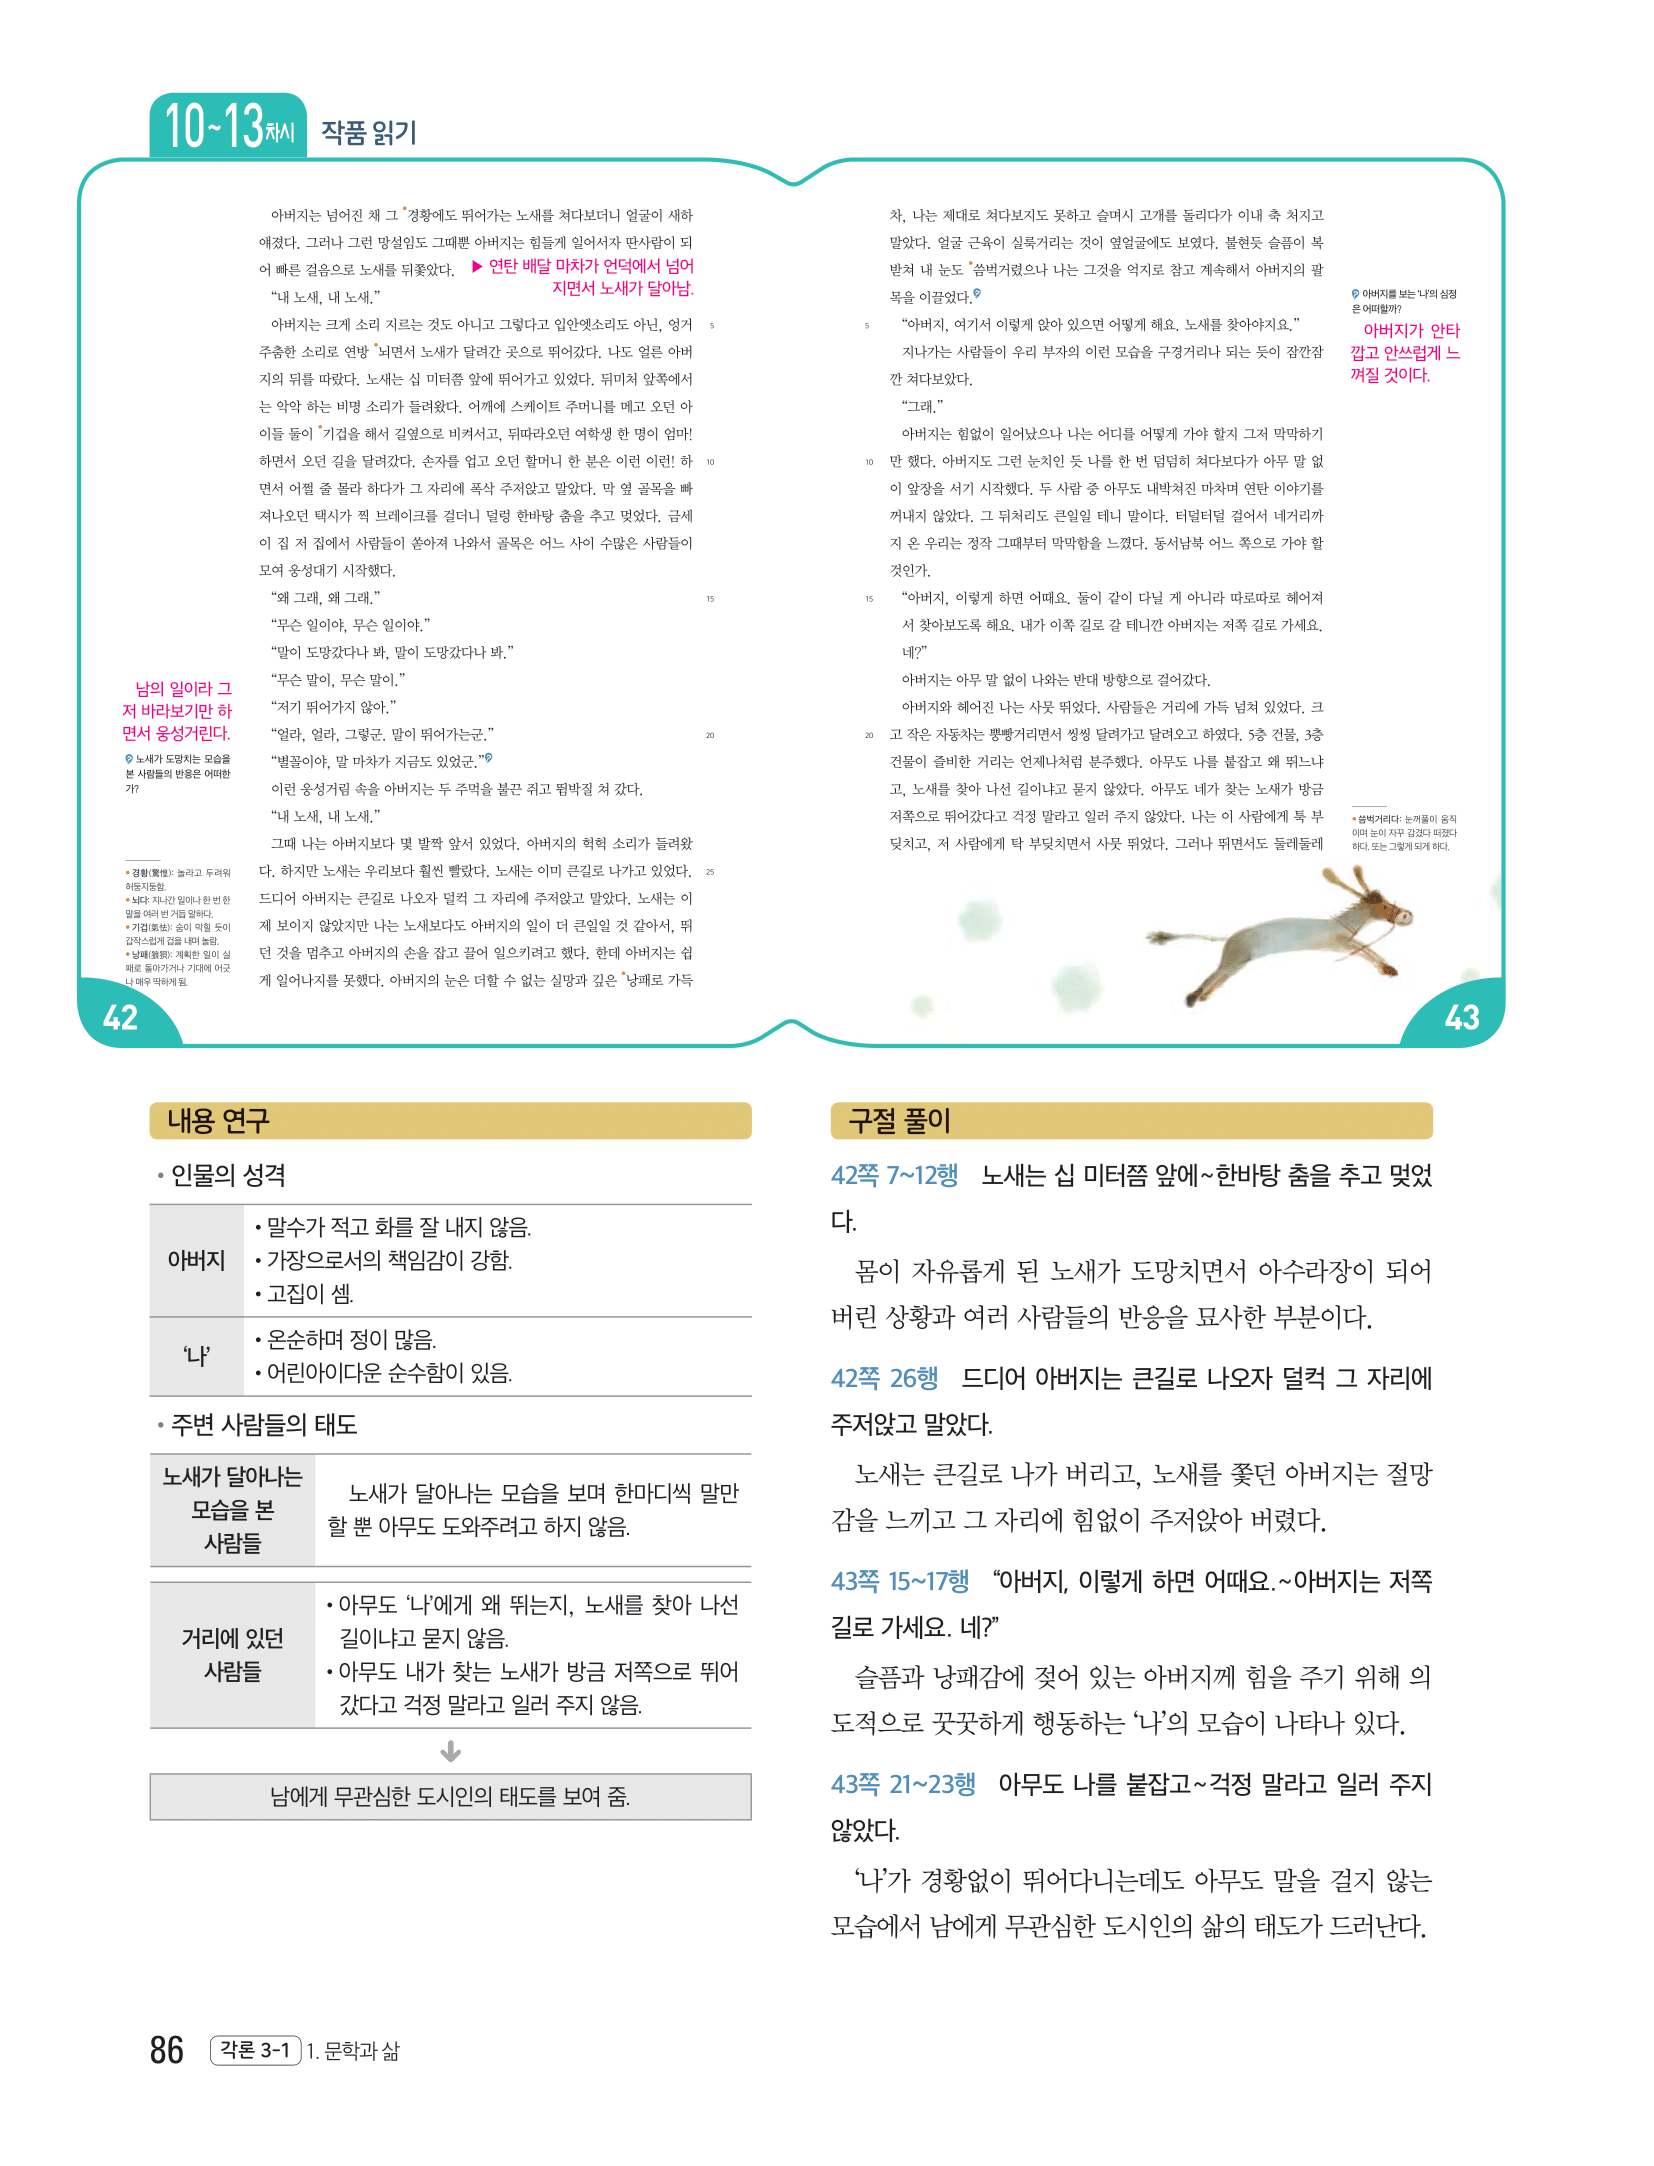 10~13차시 작품 읽기
아버지는 넘어진 채 그 •경황에도 뛰어가는 노새를 쳐다보더니 얼굴이 새하
얘졌다. 그러나 그런 망설임도 그때뿐 아버지는 힘들게 일어서자 딴사람이 되
어 빠른 걸음으로 노새를 뒤쫓았다.
▶ 연탄 배달 마차가 언덕에서 넘어
지면서 노새가 달아남.
“내 노새, 내 노새.”
아버지는 크게 소리 지르는 것도 아니고 그렇다고 입안엣소리도 아닌, 엉거 5
주춤한 소리로 연방 •뇌면서 노새가 달려간 곳으로 뛰어갔다. 나도 얼른 아버
지의 뒤를 따랐다. 노새는 십 미터쯤 앞에 뛰어가고 있었다. 뒤미처 앞쪽에서
는 악악 하는 비명 소리가 들려왔다. 어깨에 스케이트 주머니를 메고 오던 아
이들 둘이 •기겁을 해서 길옆으로 비켜서고, 뒤따라오던 여학생 한 명이 엄마!
하면서 오던 길을 달려갔다. 손자를 업고 오던 할머니 한 분은 이런 이런! 하 10
면서 어쩔 줄 몰라 하다가 그 자리에 폭삭 주저앉고 말았다. 막 옆 골목을 빠
져나오던 택시가 찍 브레이크를 걸더니 덜렁 한바탕 춤을 추고 멎었다. 금세
이 집 저 집에서 사람들이 쏟아져 나와서 골목은 어느 사이 수많은 사람들이
모여 웅성대기 시작했다.
“왜 그래, 왜 그래.” 15
“무슨 일이야, 무슨 일이야.”
“말이 도망갔다나 봐, 말이 도망갔다나 봐.”
“무슨 말이, 무슨 말이.”
“저기 뛰어가지 않아.”
“얼라, 얼라, 그렇군. 말이 뛰어가는군.” 20
“별꼴이야, 말 마차가 지금도 있었군.”
이런 웅성거림 속을 아버지는 두 주먹을 불끈 쥐고 뜀박질 쳐 갔다.
“내 노새, 내 노새.”
그때 나는 아버지보다 몇 발짝 앞서 있었다. 아버지의 헉헉 소리가 들려왔
다. 하지만 노새는 우리보다 훨씬 빨랐다. 노새는 이미 큰길로 나가고 있었다. 25
드디어 아버지는 큰길로 나오자 덜컥 그 자리에 주저앉고 말았다. 노새는 이
제 보이지 않았지만 나는 노새보다도 아버지의 일이 더 큰일일 것 같아서, 뛰
던 것을 멈추고 아버지의 손을 잡고 끌어 일으키려고 했다. 한데 아버지는 쉽
게 일어나지를 못했다. 아버지의 눈은 더할 수 없는 실망과 깊은 •낭패로 가득
남의 일이라 그
저 바라보기만 하
면서 웅성거린다.
노새가 도망치는 모습을
본 사람들의 반응은 어떠한
가?
• 경황(驚惶): 놀라고 두려워
허둥지둥함.
• 뇌다: 지나간 일이나 한 번 한
말을 여러 번 거듭 말하다.
• 기겁(氣怯): 숨이 막힐 듯이
갑작스럽게 겁을 내며 놀람.
• 낭패(狼狽): 계획한 일이 실
패로 돌아가거나 기대에 어긋
나 매우 딱하게 됨.
42
차, 나는 제대로 쳐다보지도 못하고 슬며시 고개를 돌리다가 이내 축 처지고
말았다. 얼굴 근육이 실룩거리는 것이 옆얼굴에도 보였다. 불현듯 슬픔이 복
받쳐 내 눈도 •씀벅거렸으나 나는 그것을 억지로 참고 계속해서 아버지의 팔
목을 이끌었다.
5 “아버지, 여기서 이렇게 앉아 있으면 어떻게 해요. 노새를 찾아야지요.”
지나가는 사람들이 우리 부자의 이런 모습을 구경거리나 되는 듯이 잠깐잠
깐 쳐다보았다.
“그래.”
아버지는 힘없이 일어났으나 나는 어디를 어떻게 가야 할지 그저 막막하기
10 만 했다. 아버지도 그런 눈치인 듯 나를 한 번 덤덤히 쳐다보다가 아무 말 없
이 앞장을 서기 시작했다. 두 사람 중 아무도 내박쳐진 마차며 연탄 이야기를
꺼내지 않았다. 그 뒤처리도 큰일일 테니 말이다. 터덜터덜 걸어서 네거리까
지 온 우리는 정작 그때부터 막막함을 느꼈다. 동서남북 어느 쪽으로 가야 할
것인가.
15 “아버지, 이렇게 하면 어때요. 둘이 같이 다닐 게 아니라 따로따로 헤어져
서 찾아보도록 해요. 내가 이쪽 길로 갈 테니깐 아버지는 저쪽 길로 가세요.
네?”
아버지는 아무 말 없이 나와는 반대 방향으로 걸어갔다.
아버지와 헤어진 나는 사뭇 뛰었다. 사람들은 거리에 가득 넘쳐 있었다. 크
20 고 작은 자동차는 뿡빵거리면서 씽씽 달려가고 달려오고 하였다. 5층 건물, 3층
건물이 즐비한 거리는 언제나처럼 분주했다. 아무도 나를 붙잡고 왜 뛰느냐
고, 노새를 찾아 나선 길이냐고 묻지 않았다. 아무도 네가 찾는 노새가 방금
저쪽으로 뛰어갔다고 걱정 말라고 일러 주지 않았다. 나는 이 사람에게 툭 부
딪치고, 저 사람에게 탁 부딪치면서 사뭇 뛰었다. 그러나 뛰면서도 둘레둘레
아버지를 보는 ‘나’의 심정
은 어떠할까?
아버지가 안타
깝고 안쓰럽게 느
껴질 것이다.
• 씀벅거리다: 눈꺼풀이 움직
이며 눈이 자꾸 감겼다 떠졌다
하다. 또는 그렇게 되게 하다.
43
내용 연구
• 인물의 성격
아버지
• 말수가 적고 화를 잘 내지 않음.
• 가장으로서의 책임감이 강함.
• 고집이 셈.
‘나’
• 온순하며 정이 많음.
• 어린아이다운 순수함이 있음.
• 주변 사람들의 태도
노새가 달아나는
모습을 본
사람들
노새가 달아나는 모습을 보며 한마디씩 말만
할 뿐 아무도 도와주려고 하지 않음.
거리에 있던
사람들
• 아무도 ‘나’에게 왜 뛰는지, 노새를 찾아 나선
길이냐고 묻지 않음.
• 아무도 내가 찾는 노새가 방금 저쪽으로 뛰어
갔다고 걱정 말라고 일러 주지 않음.
남에게 무관심한 도시인의 태도를 보여 줌.
구절 풀이
42쪽 7~12행 노새는 십 미터쯤 앞에~한바탕 춤을 추고 멎었
다.
몸이 자유롭게 된 노새가 도망치면서 아수라장이 되어
버린 상황과 여러 사람들의 반응을 묘사한 부분이다.
42쪽 26행 드디어 아버지는 큰길로 나오자 덜컥 그 자리에
주저앉고 말았다.
노새는 큰길로 나가 버리고, 노새를 쫓던 아버지는 절망
감을 느끼고 그 자리에 힘없이 주저앉아 버렸다.
43쪽 15~17행 “아버지, 이렇게 하면 어때요.~아버지는 저쪽
길로 가세요. 네?”
슬픔과 낭패감에 젖어 있는 아버지께 힘을 주기 위해 의
도적으로 꿋꿋하게 행동하는 ‘나’의 모습이 나타나 있다.
43쪽 21~23행 아무도 나를 붙잡고~걱정 말라고 일러 주지
않았다.
‘나’가 경황없이 뛰어다니는데도 아무도 말을 걸지 않는
모습에서 남에게 무관심한 도시인의 삶의 태도가 드러난다.
86 각론 3-1 1. 문학과 삶